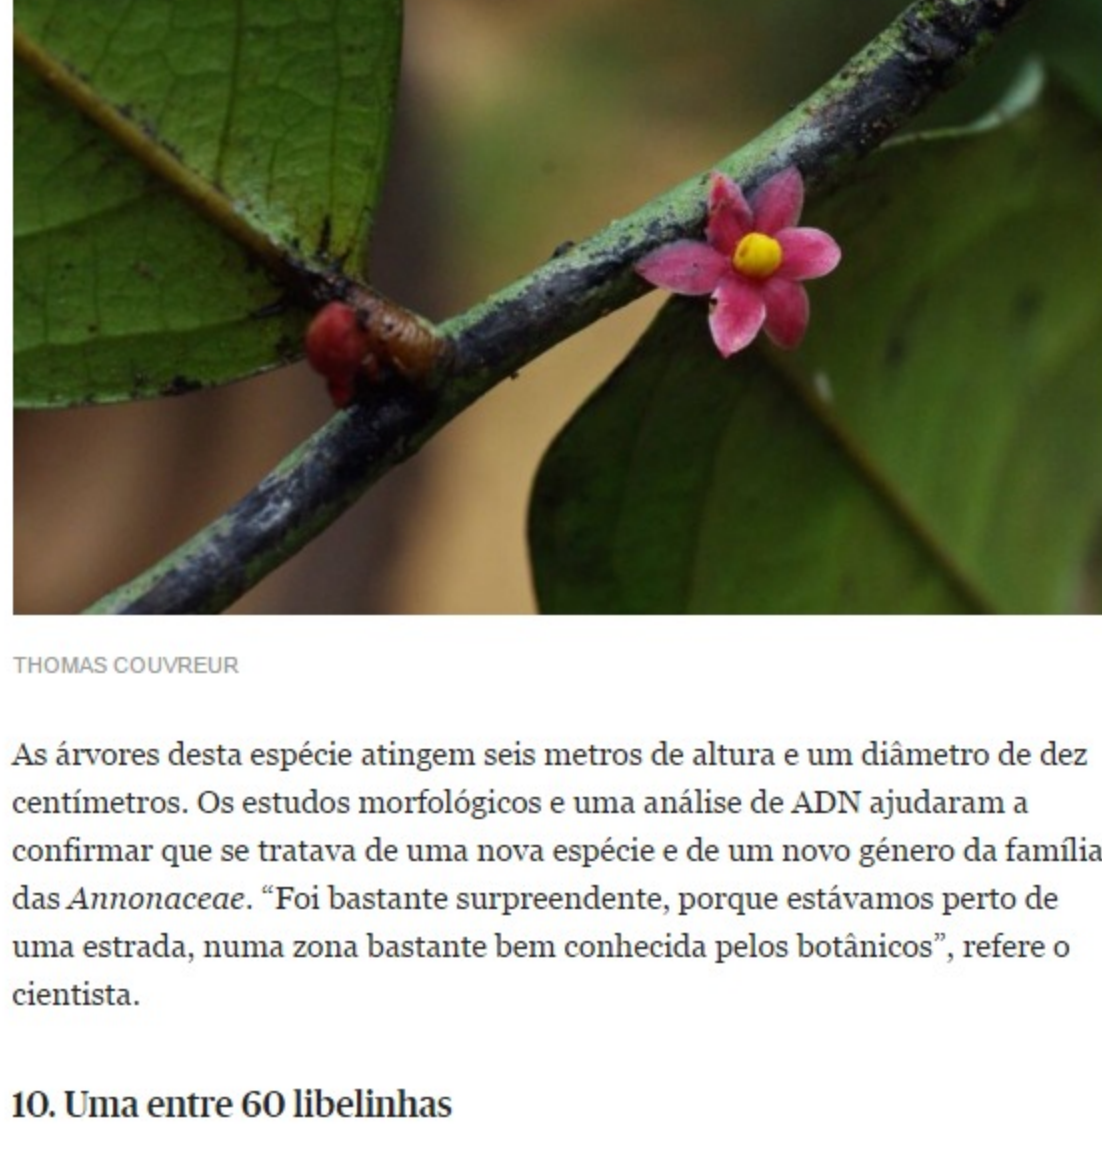 THOMAS COUVREUR
As árvores desta espécie atingem seis metros de altura e um diâmetro de dez
centímetros. Os estudos morfológicos e uma análise de ADN ajudaram a
confirmar que se tratava de uma nova espécie e de um novo género da família
das Annonaceae. “Foi bastante surpreendente, porque estávamos perto de
uma estrada, numa zona bastante bem conhecida pelos botânicos”, refere o
cientista.
10. Uma entre 60 libelinhas